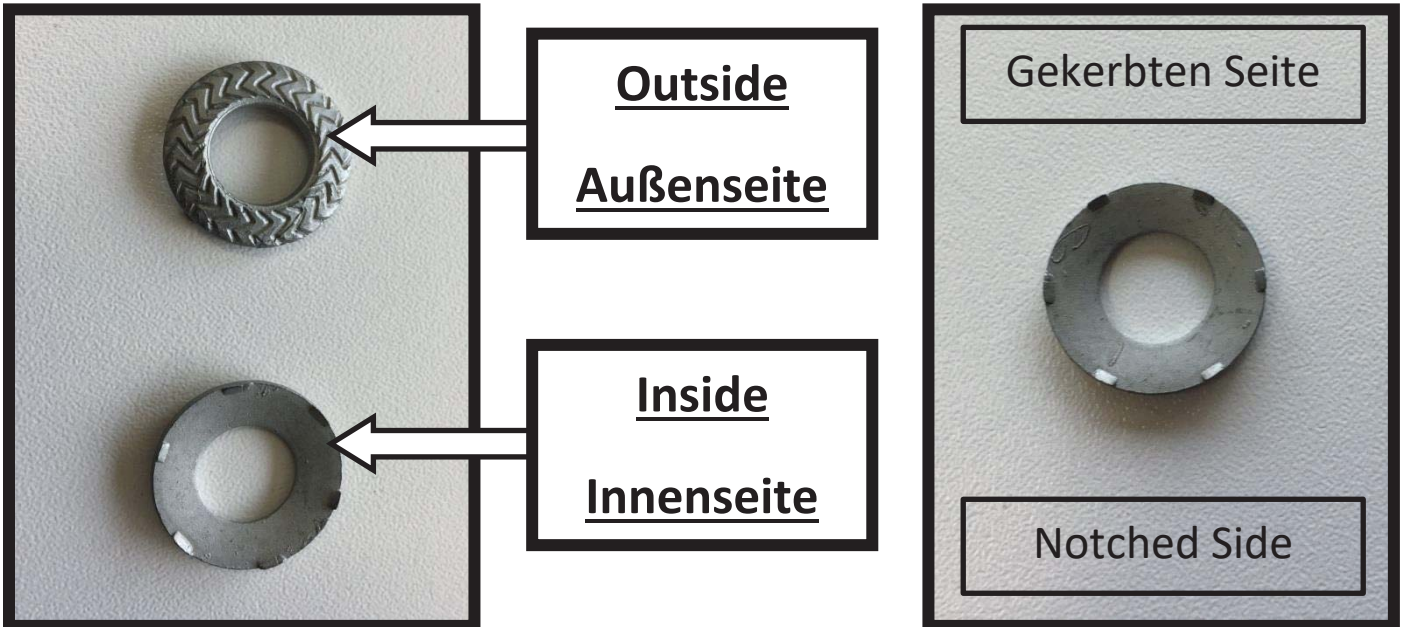 Outside
Außenseite
Inside
Innenseite
Gekerbten Seite
Notched Side